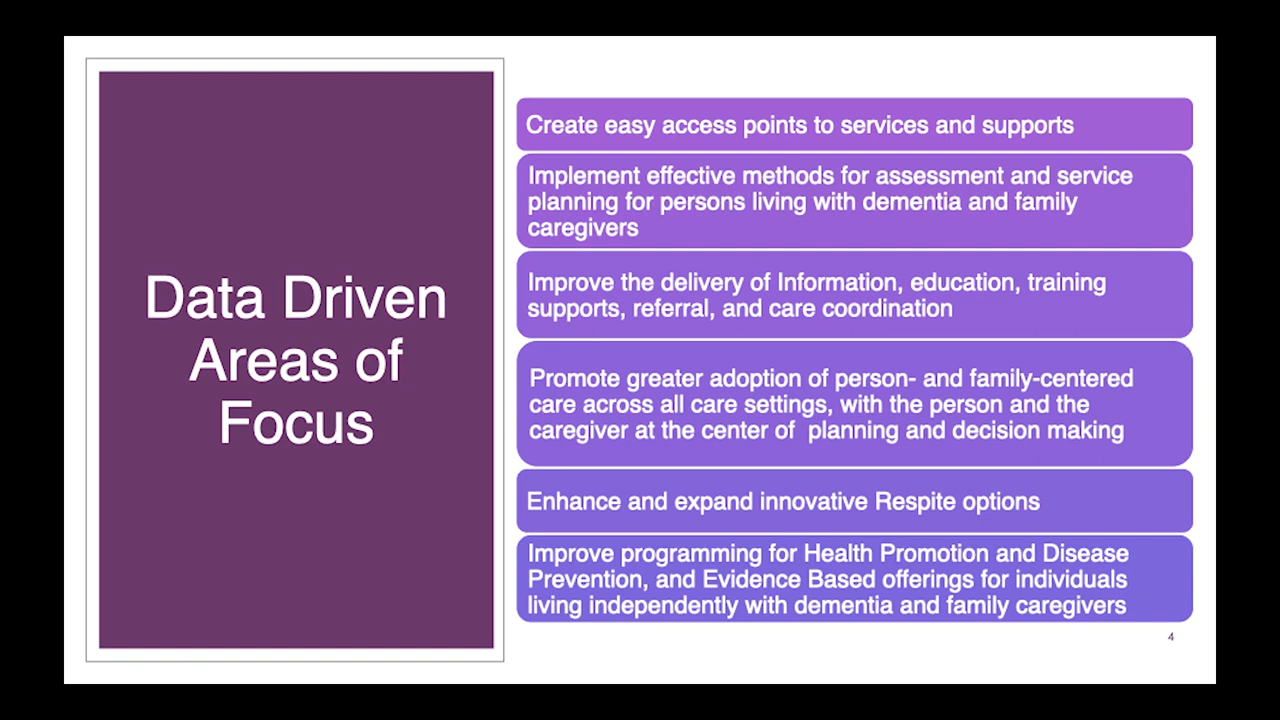 Data Driven
Areas of
Focus
Create easy access points to services and supports
Implement effective methods for assessment and service
planning for persons living with dementia and family
caregivers
Improve the delivery of Information, education, training
supports, referral, and care coordination
Promote greater adoption of person- and family-centered
care across all care settings, with the person and the
caregiver at the center of  planning and decision making
Enhance and expand innovative Respite options
Improve programming for Health Promotion and Disease
Prevention, and Evidence Based offerings for individuals
living independently with dementia and family caregivers
4